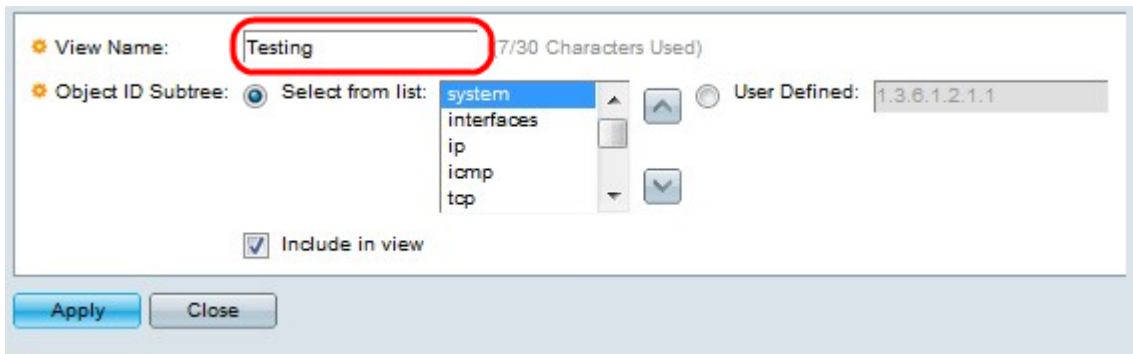 View Name: Testing (7/30 Characters Used)
Object ID Subtree: Select from list: system User Defined: 1.3.6.1.2.1.1
interfaces
ip
icmp
tcp
Include in view
Apply Close